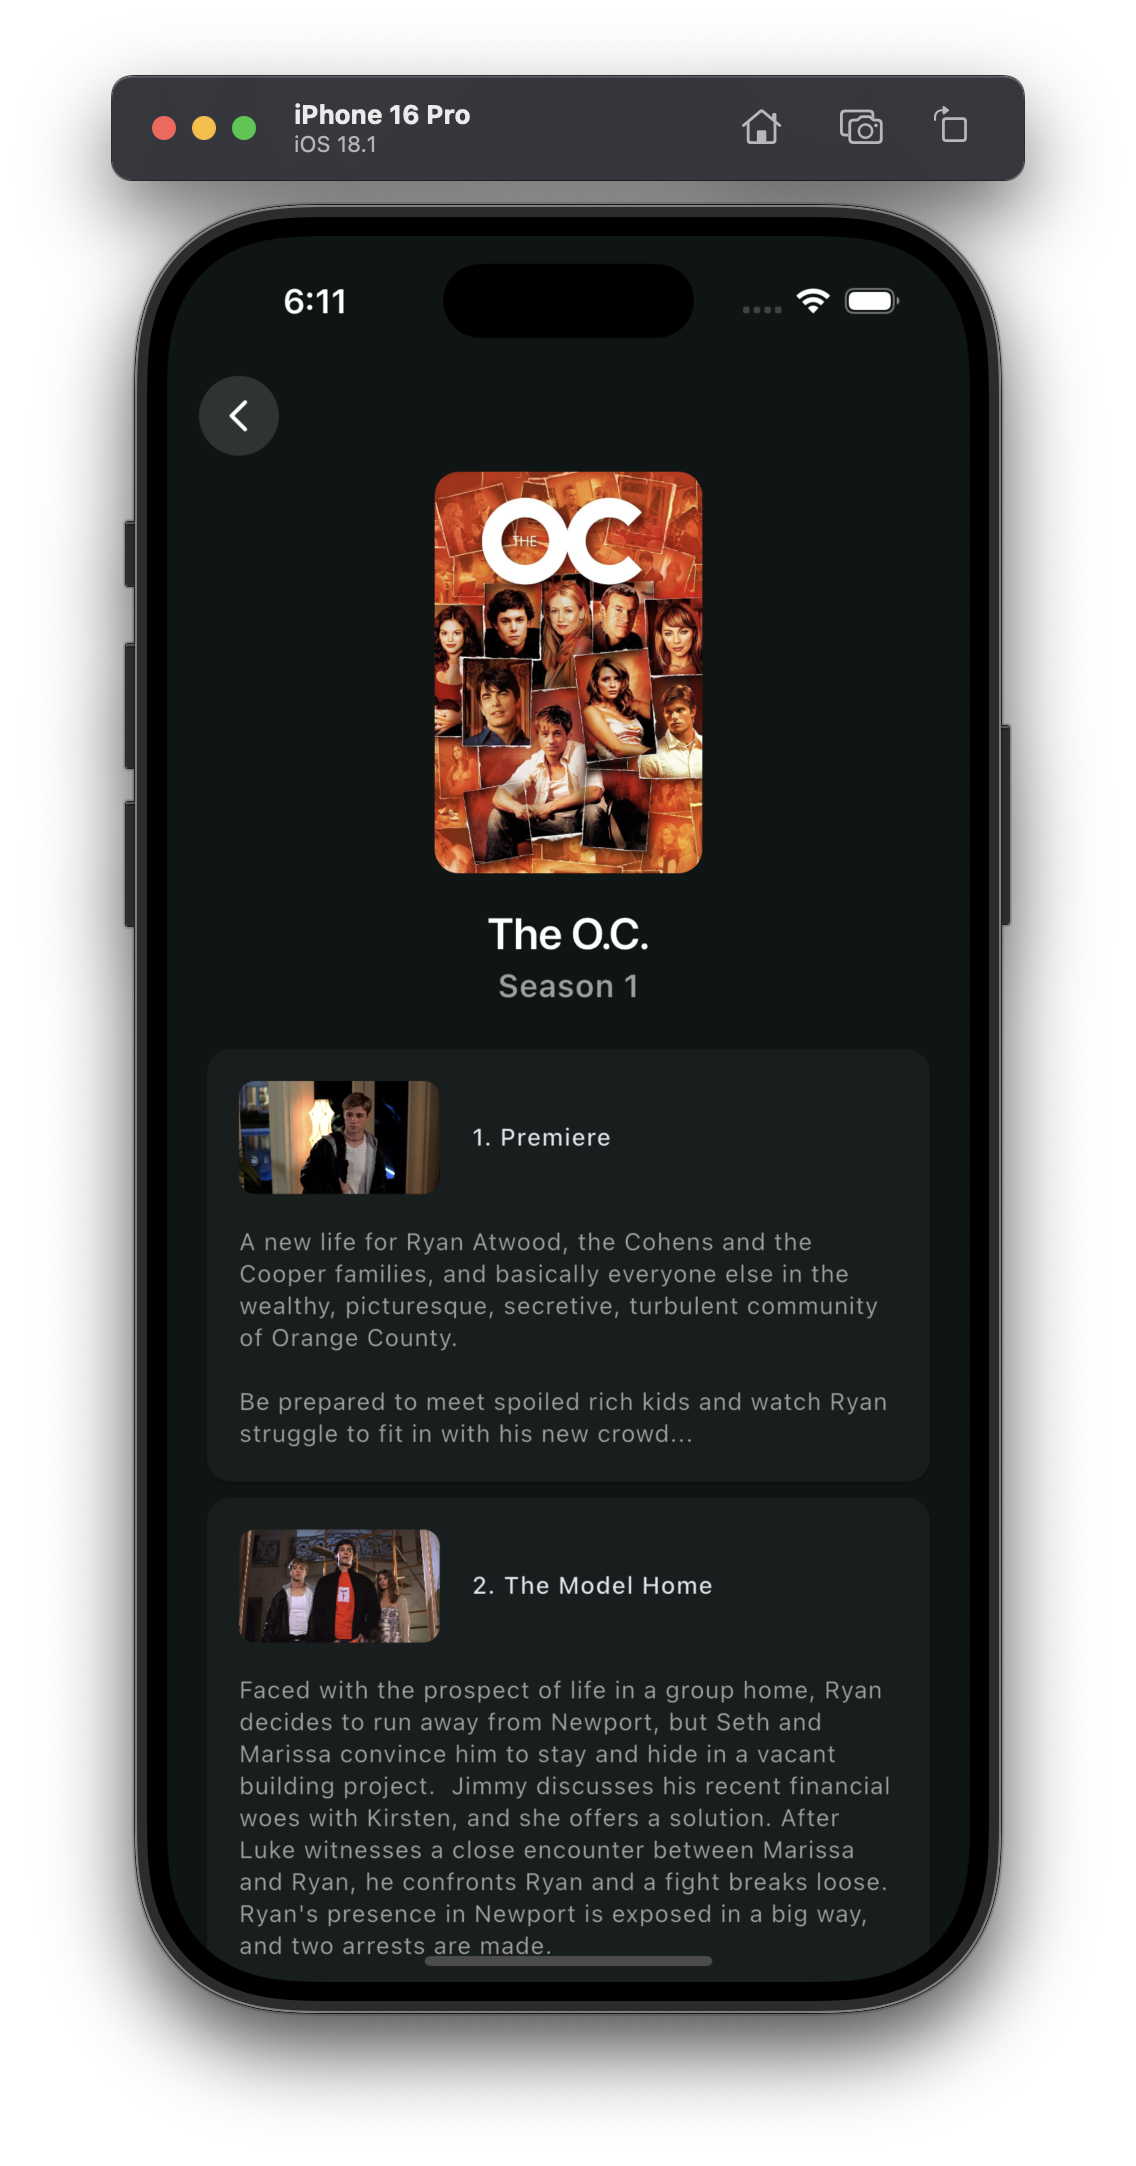 iPhone 16 Pro
iOS 18.1
6:11
THE
OC
The O.C.
Season 1
1. Premiere
A new life for Ryan Atwood, the Cohens and the
Cooper families, and basically everyone else in the
wealthy, picturesque, secretive, turbulent community
of Orange County.
Be prepared to meet spoiled rich kids and watch Ryan
struggle to fit in with his new crowd...
2. The Model Home
Faced with the prospect of life in a group home, Ryan
decides to run away from Newport, but Seth and
Marissa convince him to stay and hide in a vacant
building project.  Jimmy discusses his recent financial
woes with Kirsten, and she offers a solution. After
Luke witnesses a close encounter between Marissa
and Ryan, he confronts Ryan and a fight breaks loose.
Ryan's presence in Newport is exposed in a big way,
and two arrests are made.